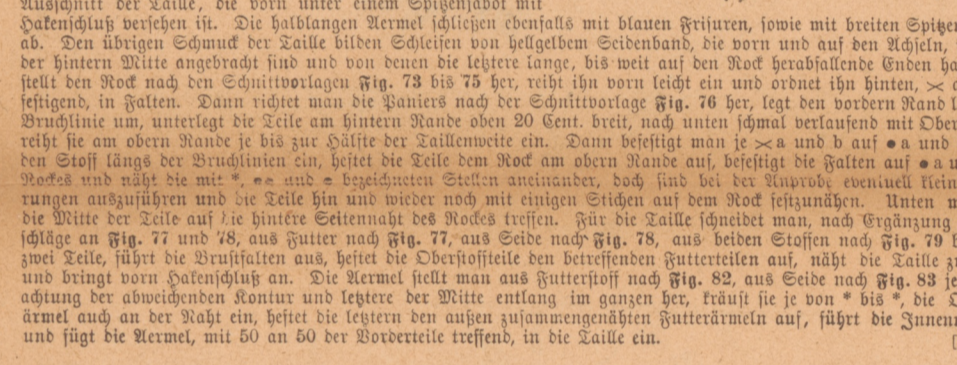 Ausschnitt der Taille, die vorn unter einem Spitzenjabot mit
Hakenschluß versehen ist. Die halblangen Aermel schließen ebenfalls mit blauen Frisuren, sowie mit breiten Spitzen
ab. Den übrigen Schmuck der Taille bilden Schleifen von hellgelbem Seidenband, die vorn und auf den Achseln,
der hintern Mitte angebracht sind und von denen die letztere lange, bis weit auf den Rock herabfallende Enden ha
stellt den Rock nach den Schnittvorlagen Fig. 73 bis 75 her, reiht ihn vorn leicht ein und ordnet ihn hinten, ×
festigend, in Falten. Dann richtet man die Paniers nach der Schnittvorlage Fig. 76 her, legt den vordern Rand l
Bruchlinie um, unterlegt die Teile am hintern Rande oben 20 Cent. breit, nach unten schmal verlaufend mit Ober
reiht sie am obern Rande je bis zur Hälfte der Taillenweite ein. Dann befestigt man je × a und b auf ● a und
den Stoff längs der Bruchlinien ein, heftet die Teile dem Rock am obern Rande auf, befestigt die Falten auf ● a u
Rockes und näht die mit *, ●● und ● bezeichneten Stellen aneinander, doch sind bei der Anprobe eventuell klein
rungen auszuführen und die Teile hin und wieder noch mit einigen Stichen auf dem Rock festzunähen. Unten m
die Mitte der Teile auf die hintere Seitennaht des Rockes treffen. Für die Taille schneidet man, nach Ergänzung
schläge an Fig. 77 und 78, aus Futter nach Fig. 77, aus Seide nach Fig. 78, aus beiden Stoffen nach Fig. 79
zwei Teile, führt die Brustfalten aus, heftet die Oberstoffteile den betreffenden Futterteilen auf, näht die Taille z
und bringt vorn Hakenschluß an. Die Aermel stellt man aus Futterstoff nach Fig. 82, aus Seide nach Fig. 83 je
achtung der abweichenden Kontur und letztere der Mitte entlang im ganzen her, kräust sie je von * bis *, die O
ärmel auch an der Naht ein, heftet die letztern den außen zusammengenähten Futterärmeln auf, führt die Innenn
und fügt die Aermel, mit 50 an 50 der Vorderteile treffend, in die Taille ein.